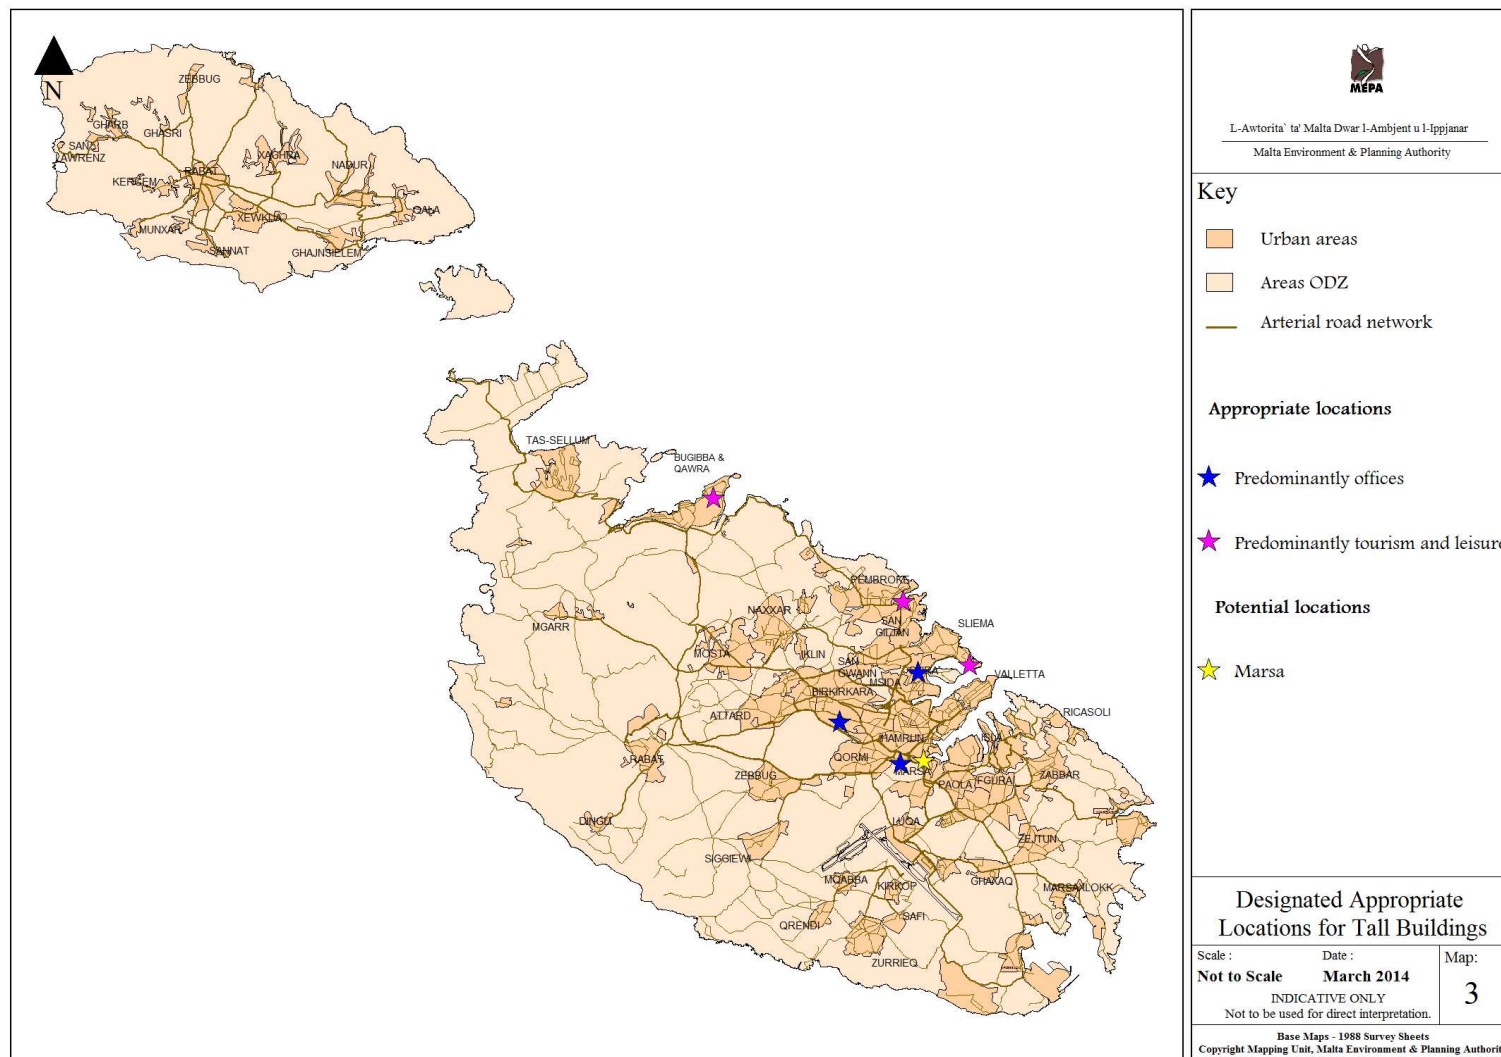 N
ZEBBUG
GHARB
GHASRI
SAN
LAWRENZ
XAGHRA
NADUR
RABAT
KERCEM
QALA
XEWKIJA
MUNXAR
SANNAT
GHAJNSIELEM
TAS-SELLUM
BUGIBBA &
QAWRA
PEMBROKE
NAXXAR
SAN
GILJAN
SLIEMA
MGARR
MOSTA
IKLIN
SAN
GWANN
MSIDA
VALLETTA
BIRKIRKARA
ATTARD
RICASOLI
HAMRUN
RABAT
QORMI
MARSA
ZEBBUG
PAOLA
FGURA
ZABBAR
DINGLI
LUQA
ZEJTUN
SIGGIEWI
MQABBA
KIRKOP
GHAXAQ
MARSAXLOKK
SAFI
QRENDI
ZURRIEQ
MEPA
L-Awtorita` ta' Malta Dwar l-Ambjent u l-Ippjanar
Malta Environment & Planning Authority
Key
Urban areas
Areas ODZ
Arterial road network
Appropriate locations
Predominantly offices
Predominantly tourism and leisure
Potential locations
Marsa
Designated Appropriate
Locations for Tall Buildings
Scale :
Date :
Map:
Not to Scale
March 2014
3
INDICATIVE ONLY
Not to be used for direct interpretation.
Base Maps - 1988 Survey Sheets
Copyright Mapping Unit, Malta Environment & Planning Authorit